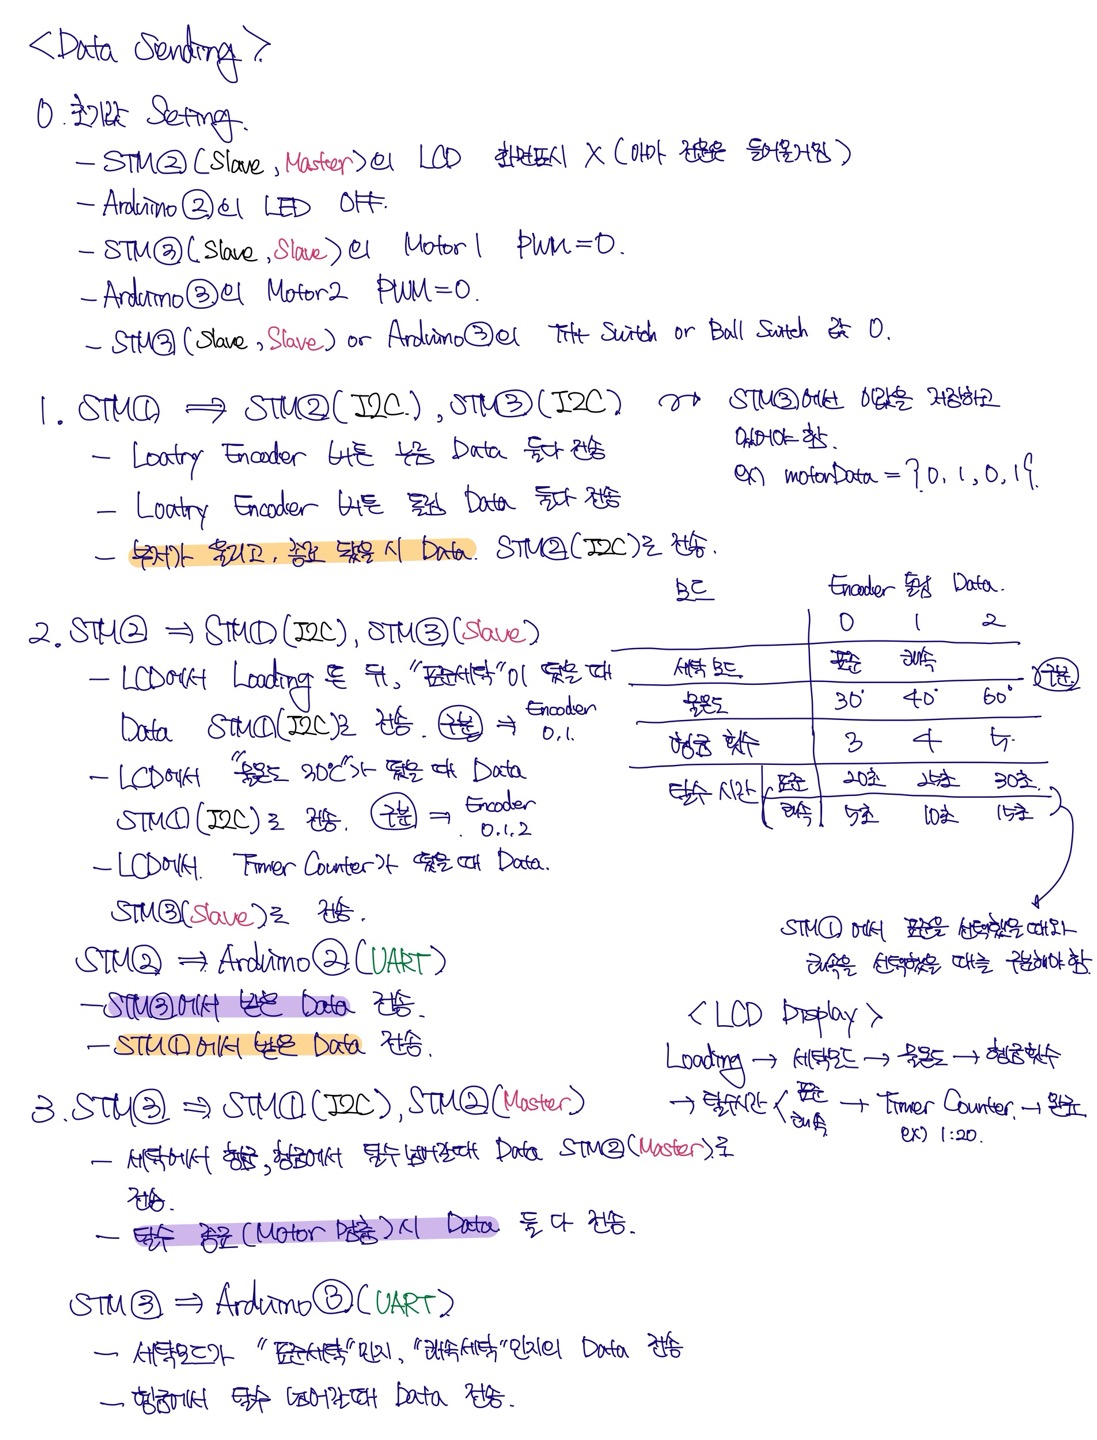 <Data Sending>
0. 초기값 Seting.
- STM②(Slave, Master)의 LCD 화면표시 X (아마 전원은 들어올거임)
- Arduino②의 LED OFF.
- STM③(Slave, Slave)의 Motor1 PWM=0.
- Arduino③의 Motor2 PWM=0.
- STM③(Slave, Slave) or Arduino③의 Tilt Switch or Ball Switch 값 0.
1. STM① ⇒ STM②(I2C), STM③(I2C) ~> STM③에서 이값을 저장하고
있어야 함.
ex) motorData = {0, 1, 0, 1}.
- Loatry Encoder 버튼 누름 Data 둘다 전송
- Loatry Encoder 버튼 돌림 Data 둘다 전송
- 부저가 울리고, 종료 됐을 시 Data. STM②(I2C)로 전송.
2. STM② ⇒ STM①(I2C), STM③(Slave)
- LCD에서 Loading 튼 뒤, "표준세탁"이 떴을 때
Data STM①(I2C)로 전송. 구분 ⇒ Encoder
0, 1.
- LCD에서 "물온도 30℃"가 떴을 때 Data
STM①(I2C)로 전송. 구분 ⇒ Encoder
0, 1, 2
- LCD에서 Timer Counter가 떴을때 Data.
STM③(Slave)로 전송.
STM② ⇒ Arduino②(UART)
- STM③에서 받은 Data 전송.
- STM①에서 받은 Data 전송.
3. STM③ ⇒ STM①(I2C), STM②(Master)
- 세탁에서 헹굼, 헹굼에서 탈수 넘어갈때 Data STM②(Master)로
전송.
- 탈수 종료(Motor 멈춤)시 Data 둘 다 전송.
STM③ ⇒ Arduino③(UART)
- 세탁모드가 "표준세탁"인지, "쾌속세탁"인지의 Data 전송
- 헹굼에서 탈수 넘어갈때 Data 전송.
모드 Encoder 돌림 Data.
0 1 2
세탁모드 표준 쾌속
물온도 30° 40° 60° 구분
헹굼 횟수 3 4 5
탈수 시간 표준 20초 25초 30초
쾌속 5초 10초 15초
STM①에서 표준을 선택했을 때와
쾌속을 선택했을 때를 구분해야 함.
<LCD Display>
Loading → 세탁모드 → 물온도 → 헹굼횟수
→ 탈수시간 < 표준 쾌속 → Timer Counter. → 완료
ex) 1:20.